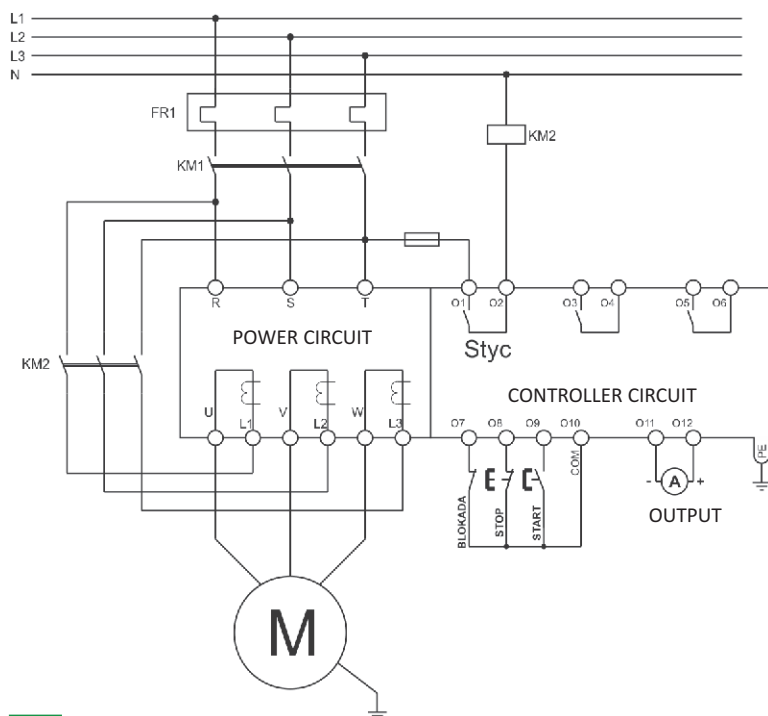 L1
L2
L3
N
FR1
KM2
KM1
R S T O1 O2 O3 O4 O5 O6
POWER CIRCUIT
Styc
KM2
CONTROLLER CIRCUIT
U L1 V L2 W L3 O7 O8 O9 O10 O11 O12
PE
COM
BLOKADA
STOP
START
- A +
OUTPUT
M